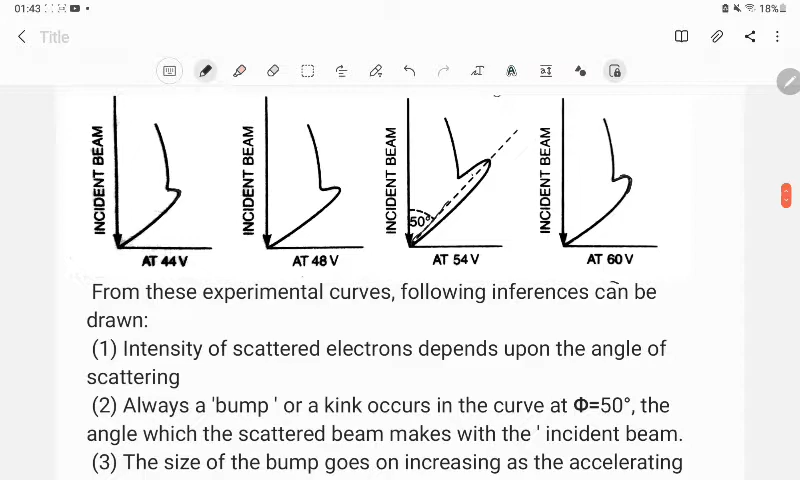 01:43
18%
Title
INCIDENT BEAM
AT 44 V
INCIDENT BEAM
AT 48 V
INCIDENT BEAM
50°
AT 54 V
INCIDENT BEAM
AT 60 V
From these experimental curves, following inferences can be
drawn:
(1) Intensity of scattered electrons depends upon the angle of
scattering
(2) Always a 'bump ' or a kink occurs in the curve at Φ=50°, the
angle which the scattered beam makes with the ' incident beam.
(3) The size of the bump goes on increasing as the accelerating